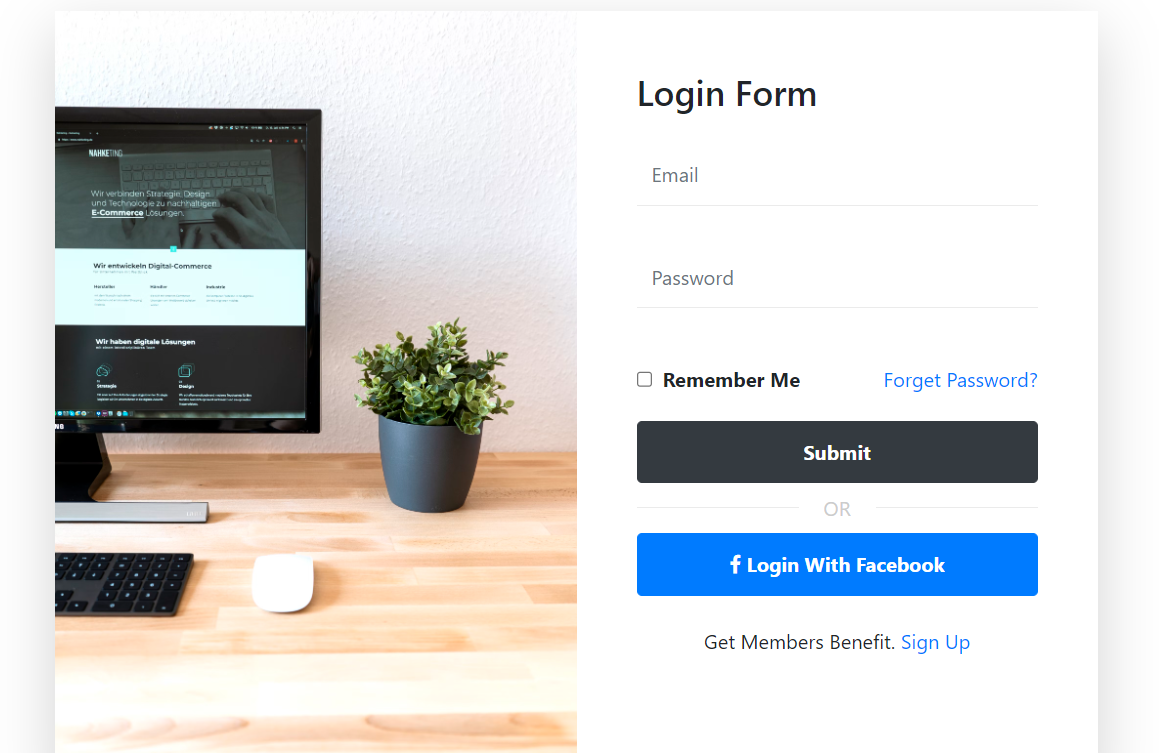 Login Form
Email
Password
Remember Me Forget Password?
Submit
OR
Login With Facebook
Get Members Benefit. Sign Up
NAHKETING
Wir verbinden Strategie, Design
und Technologie zu nachhaltigen
E-Commerce Lösungen.
Wir entwickeln Digital-Commerce
Hersteller Händler Industrie
Wir haben digitale Lösungen
Strategie Design